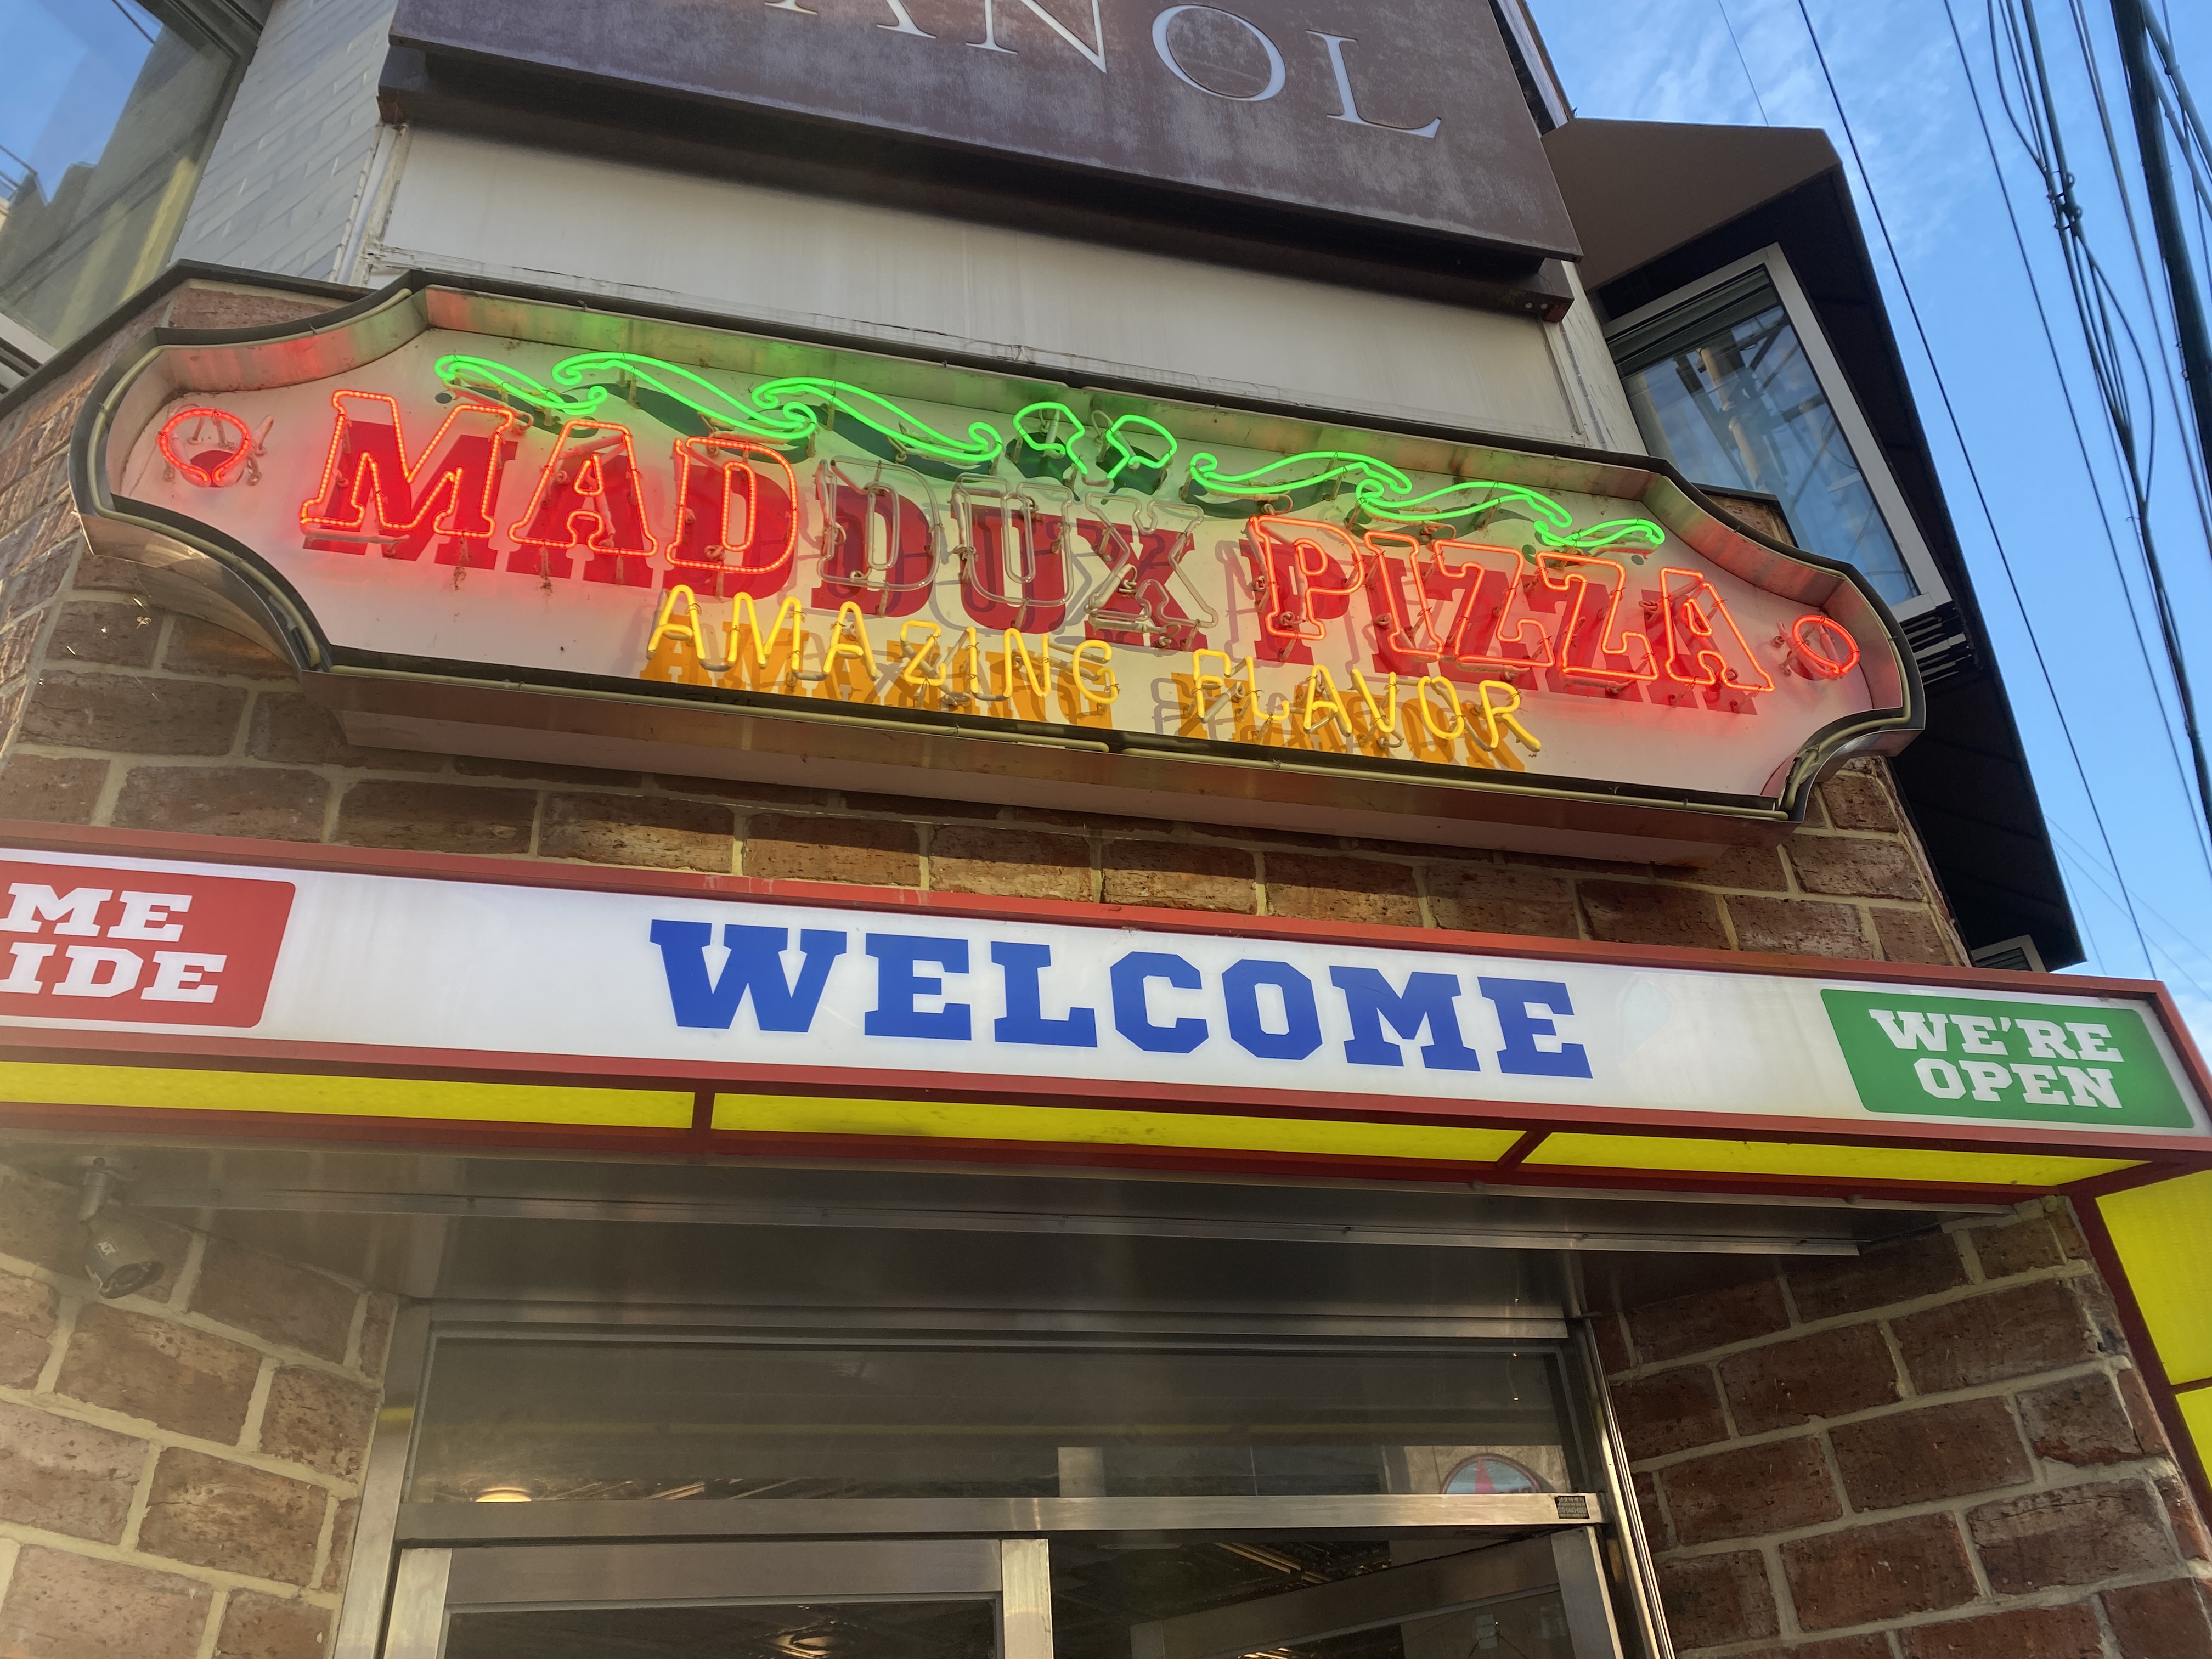 ANOL
MADDUX PIZZA
AMAZING FLAVOR
ME
IDE
WELCOME
WE'RE
OPEN